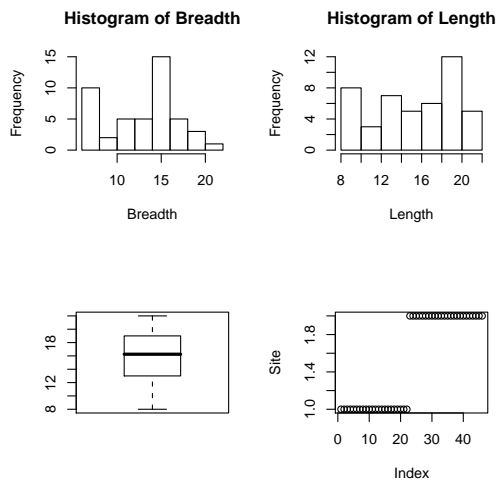 Histogram of Breadth
Frequency
0 5 10 15
10 15 20
Breadth
Histogram of Length
Frequency
0 4 8 12
8 12 16 20
Length
8 12 18
Site
1.0 1.4 1.8
0 10 20 30 40
Index